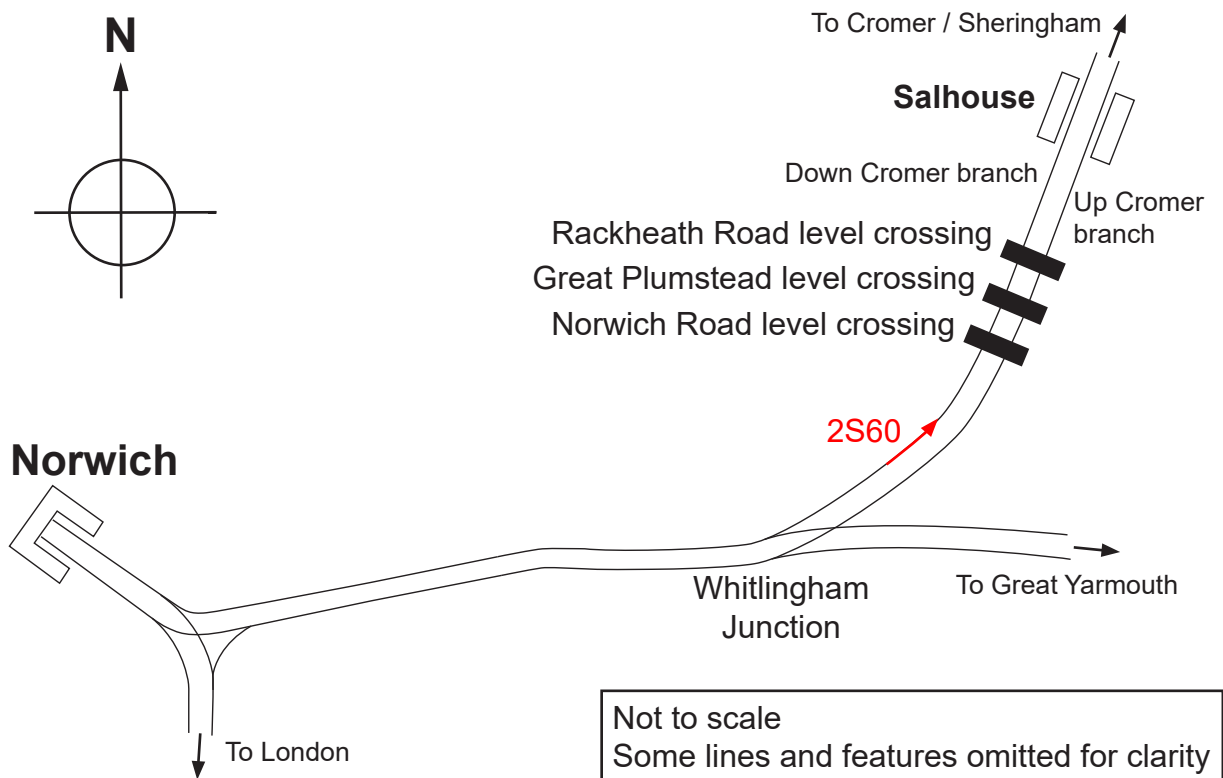 To Cromer / Sheringham
N
Salhouse
Down Cromer branch
Up Cromer
branch
Rackheath Road level crossing
Great Plumstead level crossing
Norwich Road level crossing
2S60
Norwich
Whitlingham
Junction
To Great Yarmouth
To London
Not to scale
Some lines and features omitted for clarity